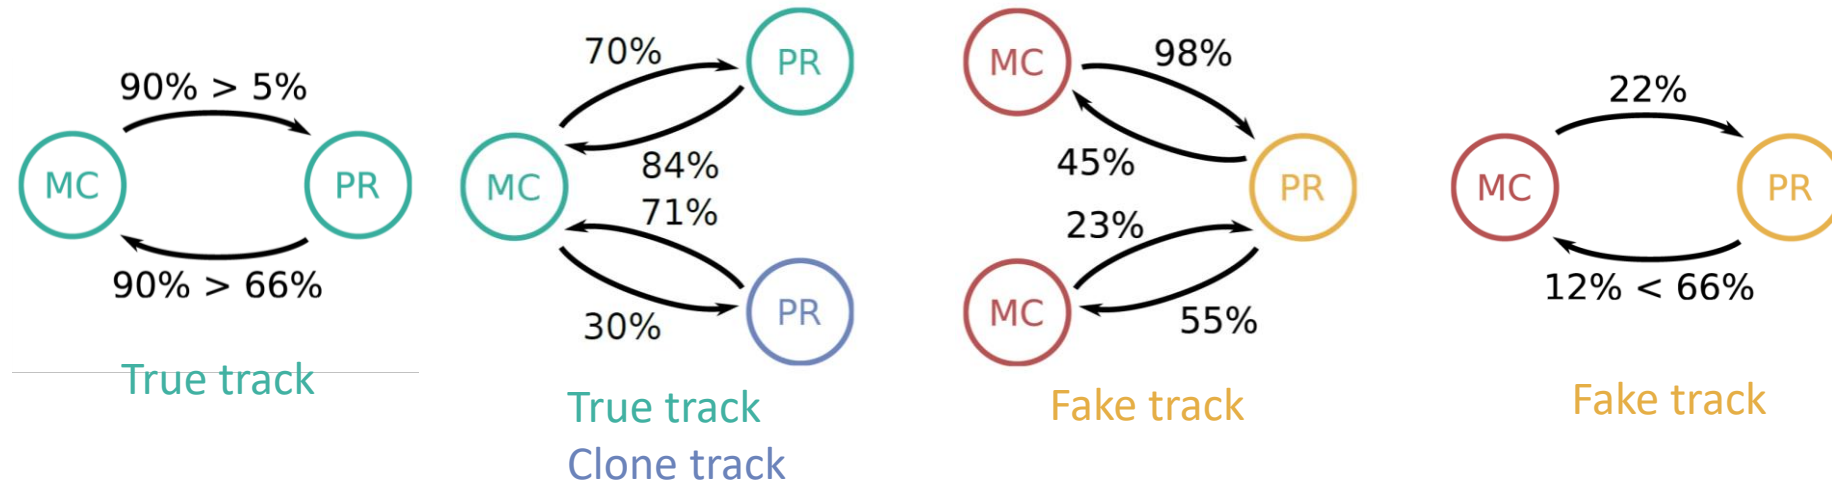 90% > 5%
MC
PR
90% > 66%
True track
70%
PR
84%
MC
71%
PR
30%
True track
Clone track
MC
98%
45%
PR
23%
MC
55%
Fake track
22%
MC
PR
12% < 66%
Fake track